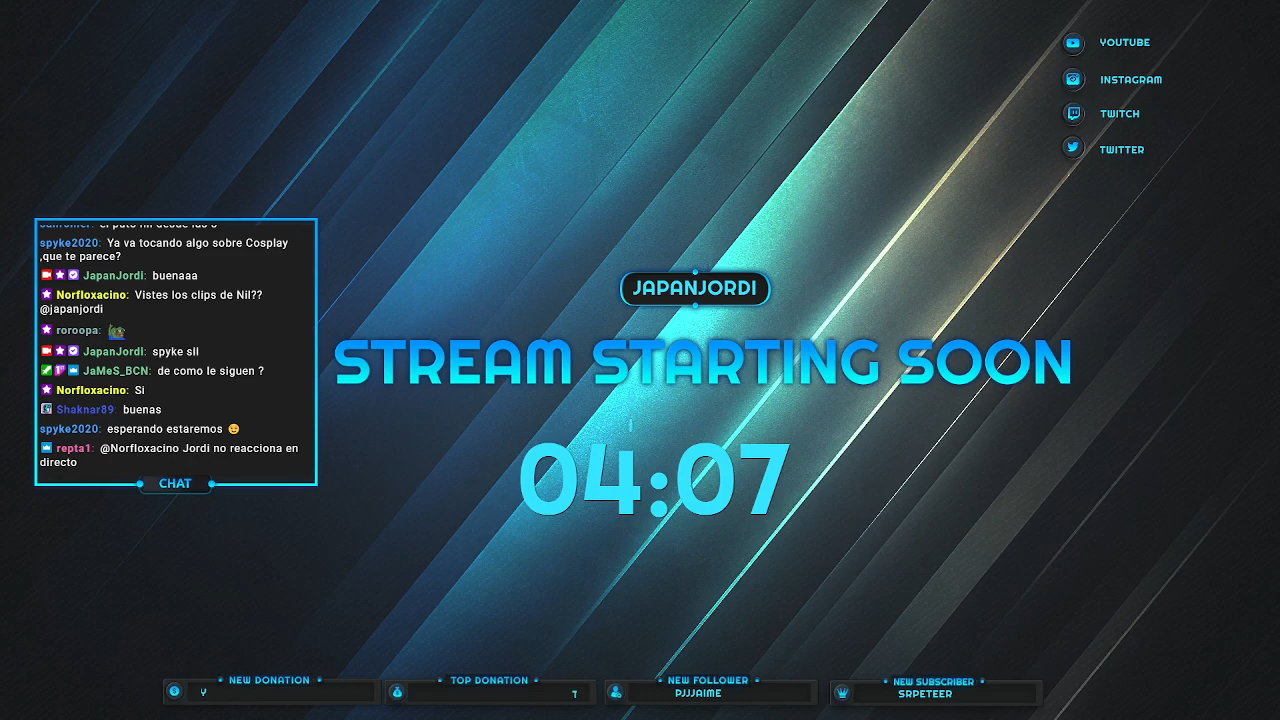 YOUTUBE
INSTAGRAM
TWITCH
TWITTER
spyke2020: Ya va tocando algo sobre Cosplay
,que te parece?
JapanJordi: buenaaa
Norfloxacino: Vistes los clips de Nil??
@japanjordi
roroopa:
JapanJordi: spyke sii
JaMeS_BCN: de como le siguen ?
Norfloxacino: Si
Shaknar89: buenas
spyke2020: esperando estaremos 😉
repta1: @Norfloxacino Jordi no reacciona en
directo
CHAT
JAPANJORDI
STREAM STARTING SOON
04:07
NEW DONATION
TOP DONATION
NEW FOLLOWER
PJJJAIME
NEW SUBSCRIBER
SRPETEER